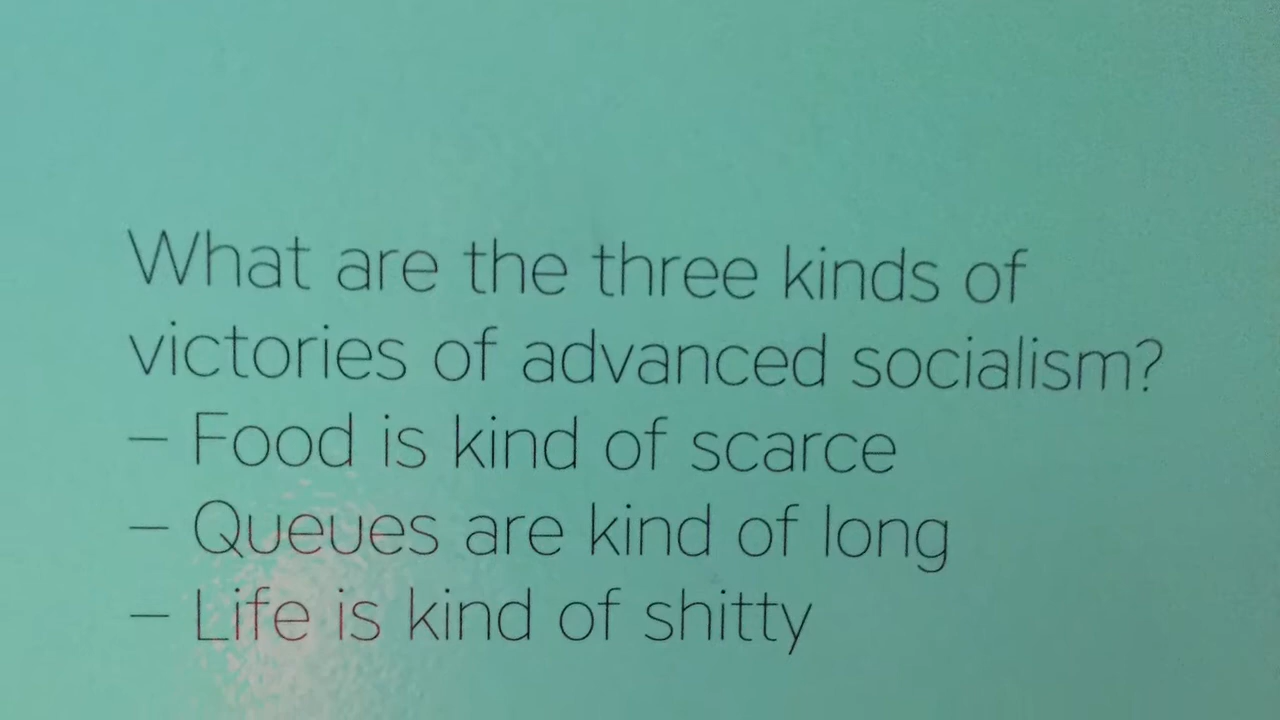 What are the three kinds of
victories of advanced socialism?
– Food is kind of scarce
– Queues are kind of long
– Life is kind of shitty